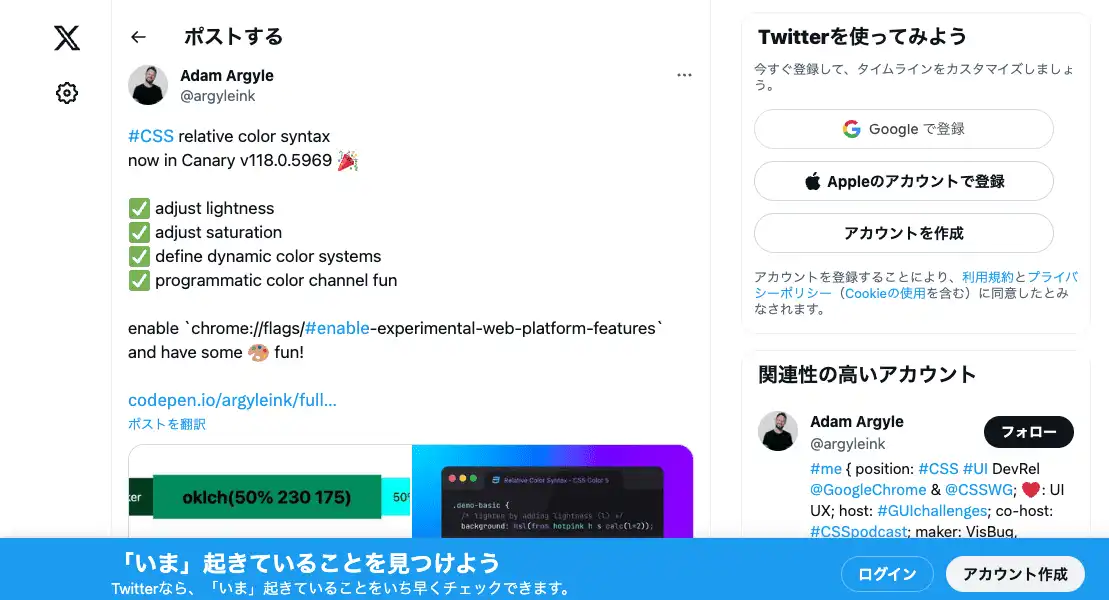 ポストする
Adam Argyle
@argyleink
#CSS relative color syntax
now in Canary v118.0.5969 🎉
✅ adjust lightness
✅ adjust saturation
✅ define dynamic color systems
✅ programmatic color channel fun
enable `chrome://flags/#enable-experimental-web-platform-features`
and have some 🎨 fun!
codepen.io/argyleink/full...
ポストを翻訳
oklch(50% 230 175)
50%
Relative Color Syntax - CSS Color 5
.demo-basic {
/* lighten by adding lightness (l) */
background: hsl(from hotpink h s calc(l*2));
Twitterを使ってみよう
今すぐ登録して、タイムラインをカスタマイズしましょ
う。
Google で登録
Appleのアカウントで登録
アカウントを作成
アカウントを登録することにより、利用規約とプライバ
シーポリシー（Cookieの使用を含む）に同意したとみ
なされます。
関連性の高いアカウント
Adam Argyle
@argyleink
フォロー
#me { position: #CSS #UI DevRel
@GoogleChrome & @CSSWG; ❤️: UI
UX; host: #GUIchallenges; co-host:
#CSSpodcast; maker: VisBug,
「いま」起きていることを見つけよう
Twitterなら、「いま」起きていることをいち早くチェックできます。
ログイン
アカウント作成